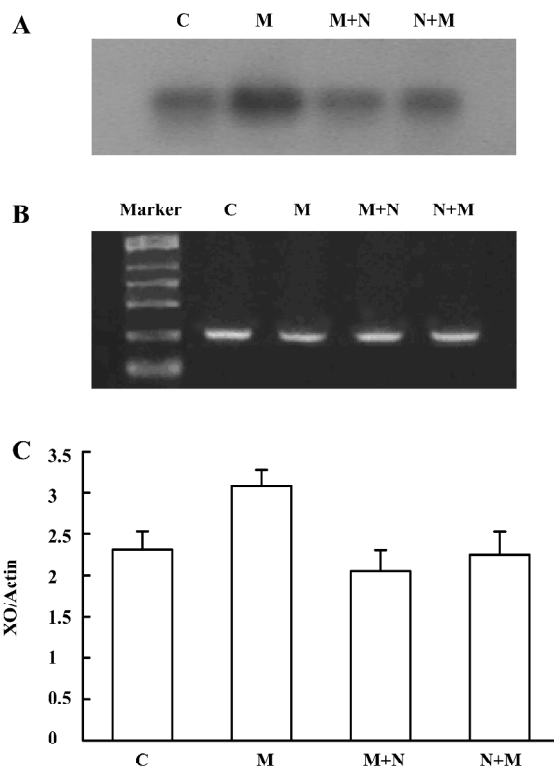 A
C M M+N N+M
B
Marker C M M+N N+M
C
3.5
3
2.5
2
1.5
1
0.5
0
XO/Actin
C M M+N N+M